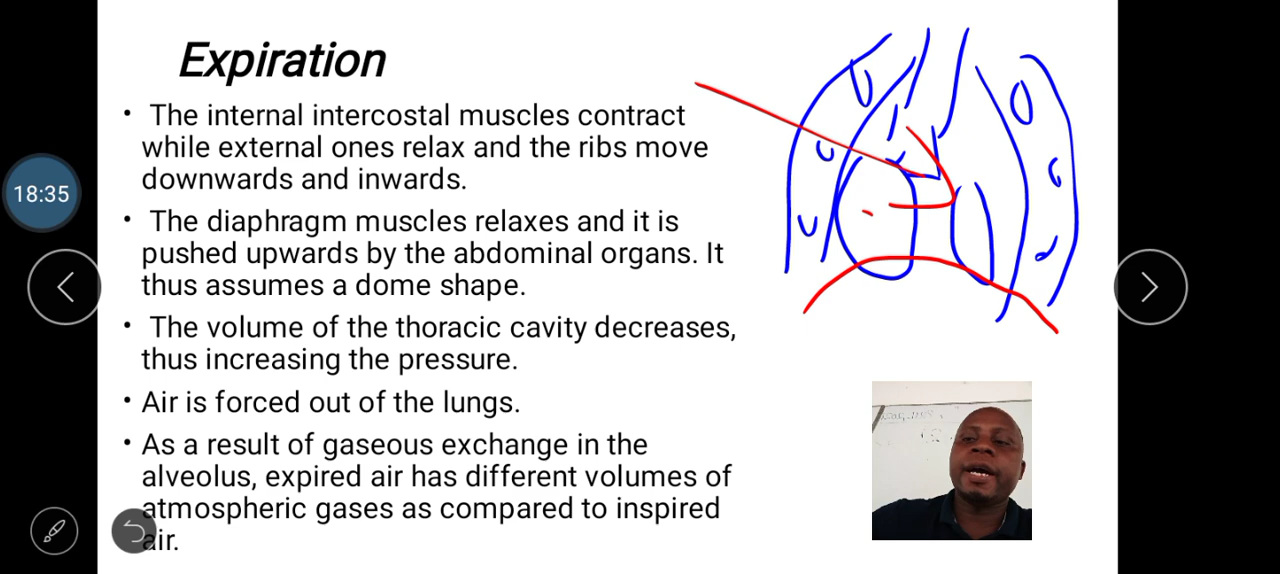 Expiration
• The internal intercostal muscles contract
while external ones relax and the ribs move
downwards and inwards.
18:35
• The diaphragm muscles relaxes and it is
pushed upwards by the abdominal organs. It
thus assumes a dome shape.
• The volume of the thoracic cavity decreases,
thus increasing the pressure.
• Air is forced out of the lungs.
• As a result of gaseous exchange in the
alveolus, expired air has different volumes of
atmospheric gases as compared to inspired
air.